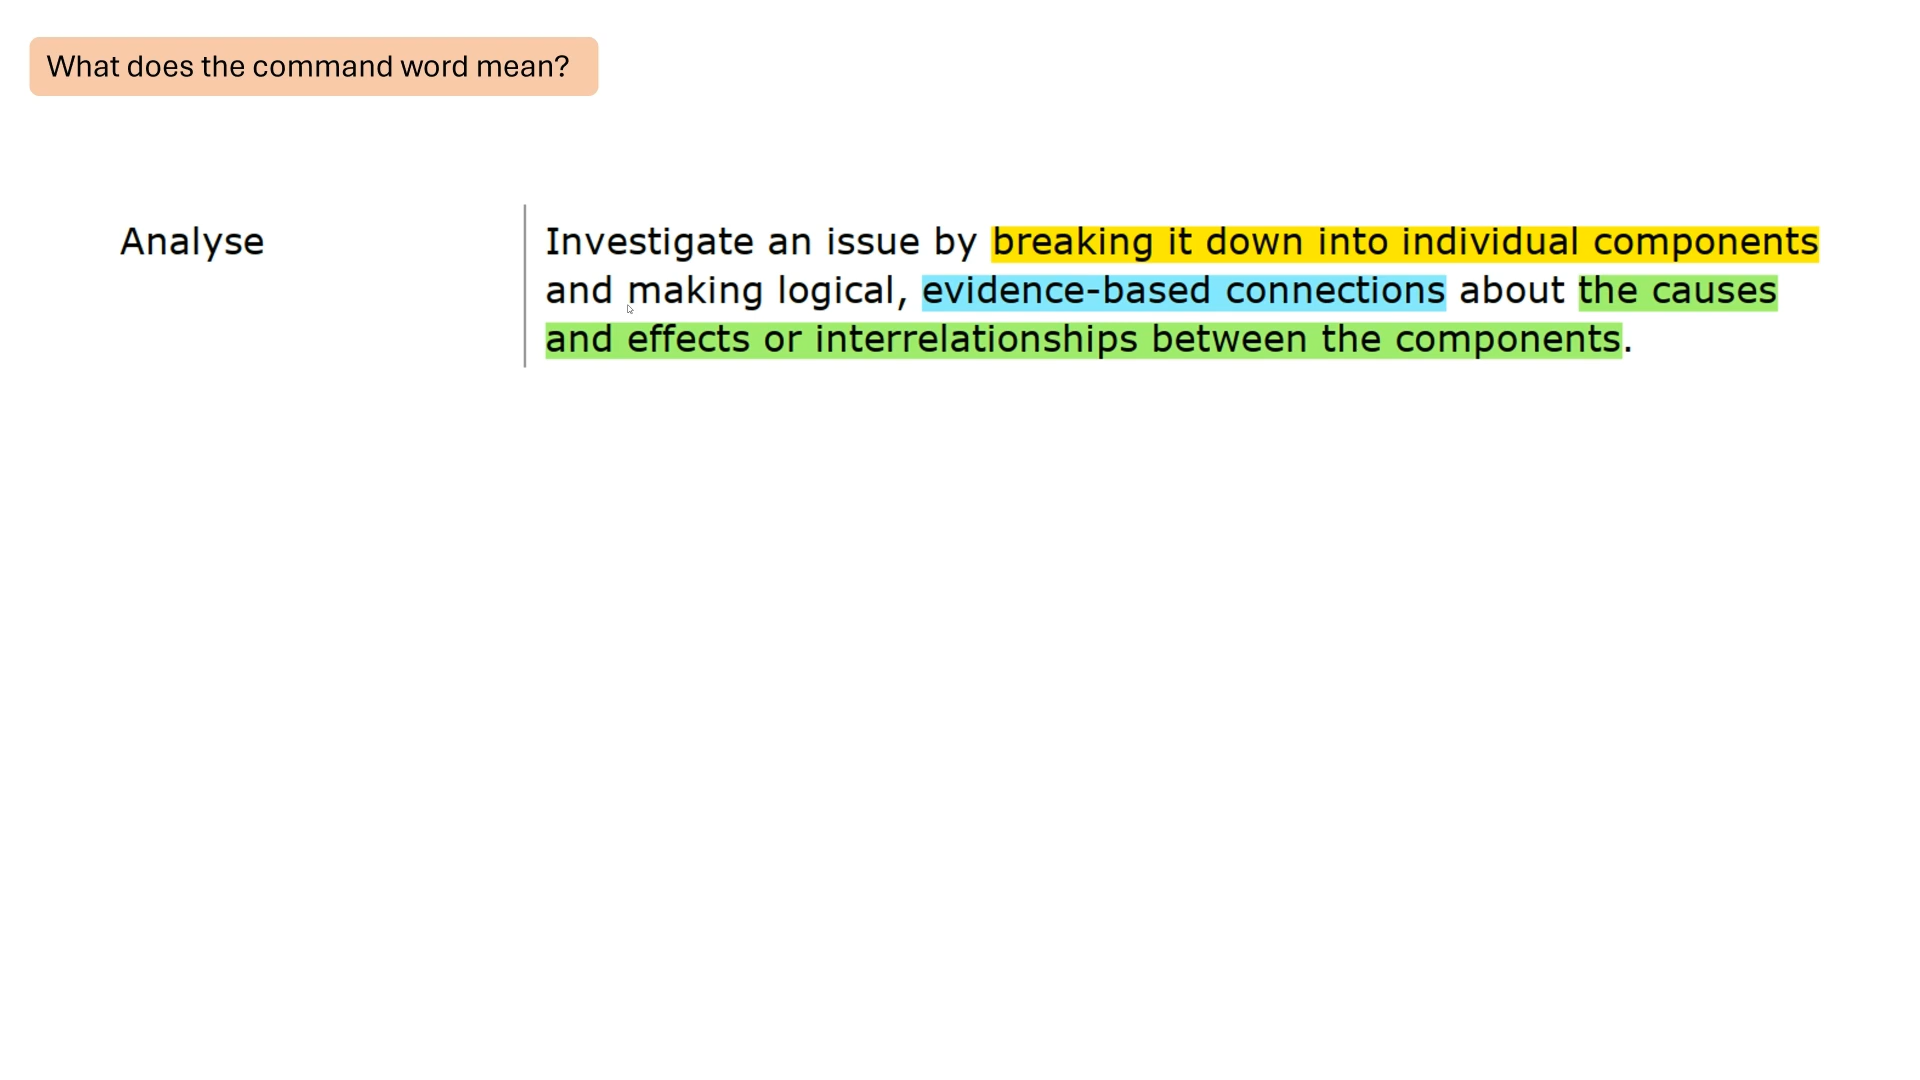 What does the command word mean?
Analyse
Investigate an issue by breaking it down into individual components
and making logical, evidence-based connections about the causes
and effects or interrelationships between the components.